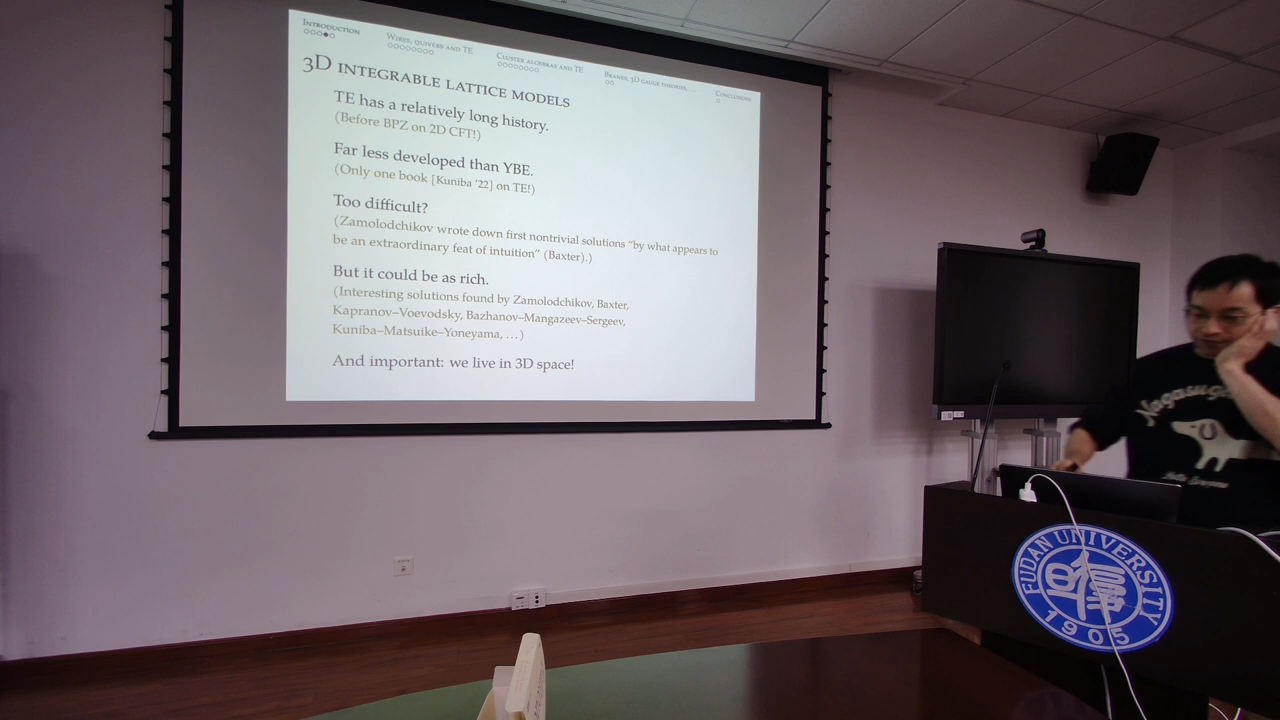 Introduction
Wires, quivers and TE
Cluster algebras and TE
Branes, 3D gauge theories, ...
Conclusions
3D integrable lattice models
TE has a relatively long history.
(Before BPZ on 2D CFT!)
Far less developed than YBE.
(Only one book [Kuniba '22] on TE!)
Too difficult?
(Zamolodchikov wrote down first nontrivial solutions “by what appears to
be an extraordinary feat of intuition” (Baxter).)
But it could be as rich.
(Interesting solutions found by Zamolodchikov, Baxter,
Kapranov–Voevodsky, Bazhanov–Mangazeev–Sergeev,
Kuniba–Matsuike–Yoneyama, ...)
And important: we live in 3D space!
FUDAN UNIVERSITY
1905